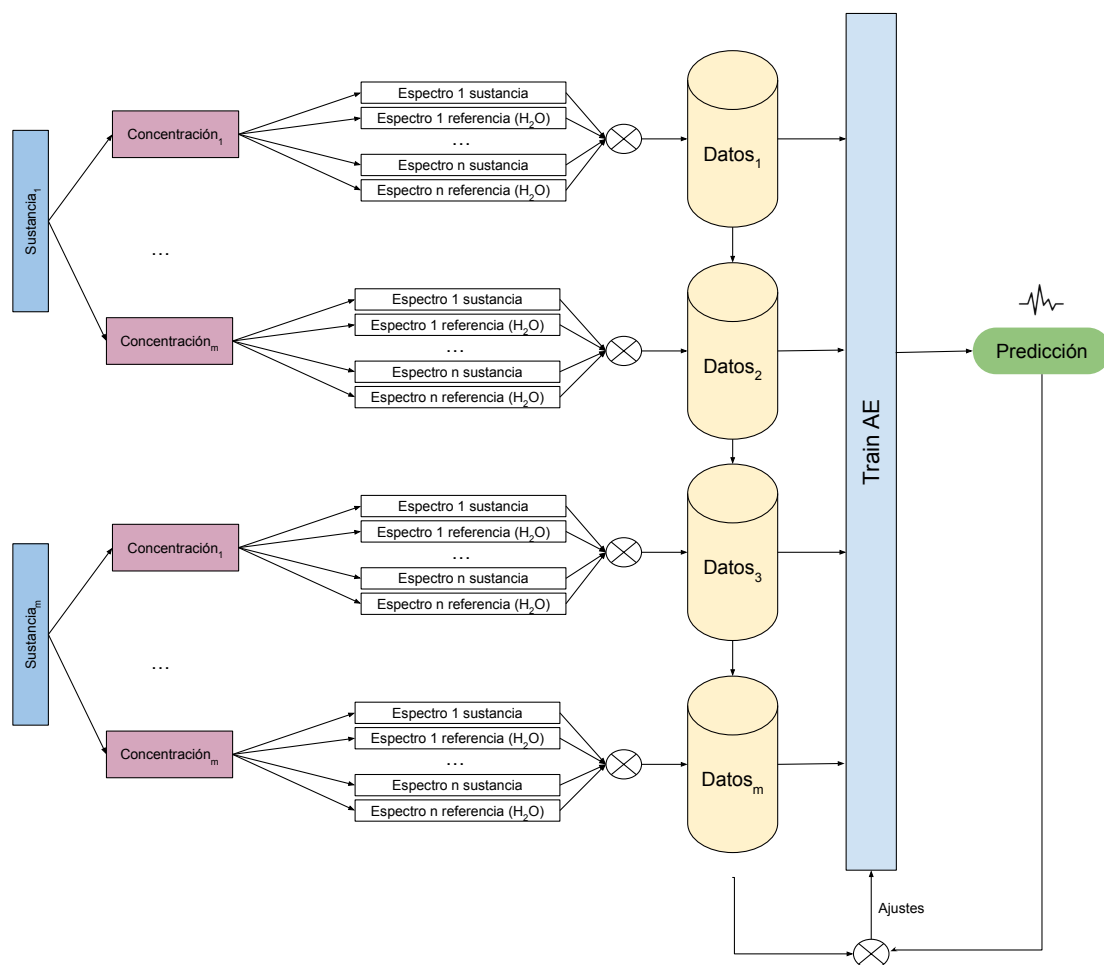 Sustancia₁
Concentración₁
Espectro 1 sustancia
Espectro 1 referencia (H₂O)
...
Espectro n sustancia
Espectro n referencia (H₂O)
Datos₁
...
Concentraciónₘ
Espectro 1 sustancia
Espectro 1 referencia (H₂O)
...
Espectro n sustancia
Espectro n referencia (H₂O)
Datos₂
Sustanciaₘ
Concentración₁
Espectro 1 sustancia
Espectro 1 referencia (H₂O)
...
Espectro n sustancia
Espectro n referencia (H₂O)
Datos₃
...
Concentraciónₘ
Espectro 1 sustancia
Espectro 1 referencia (H₂O)
...
Espectro n sustancia
Espectro n referencia (H₂O)
Datosₘ
Train AE
Predicción
Ajustes